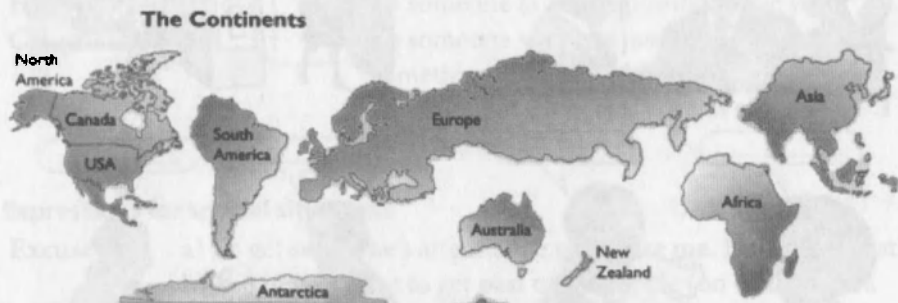 The Continents
North
America
Canada
USA
South
America
Europe
Asia
Africa
Australia
New
Zealand
Antarctica